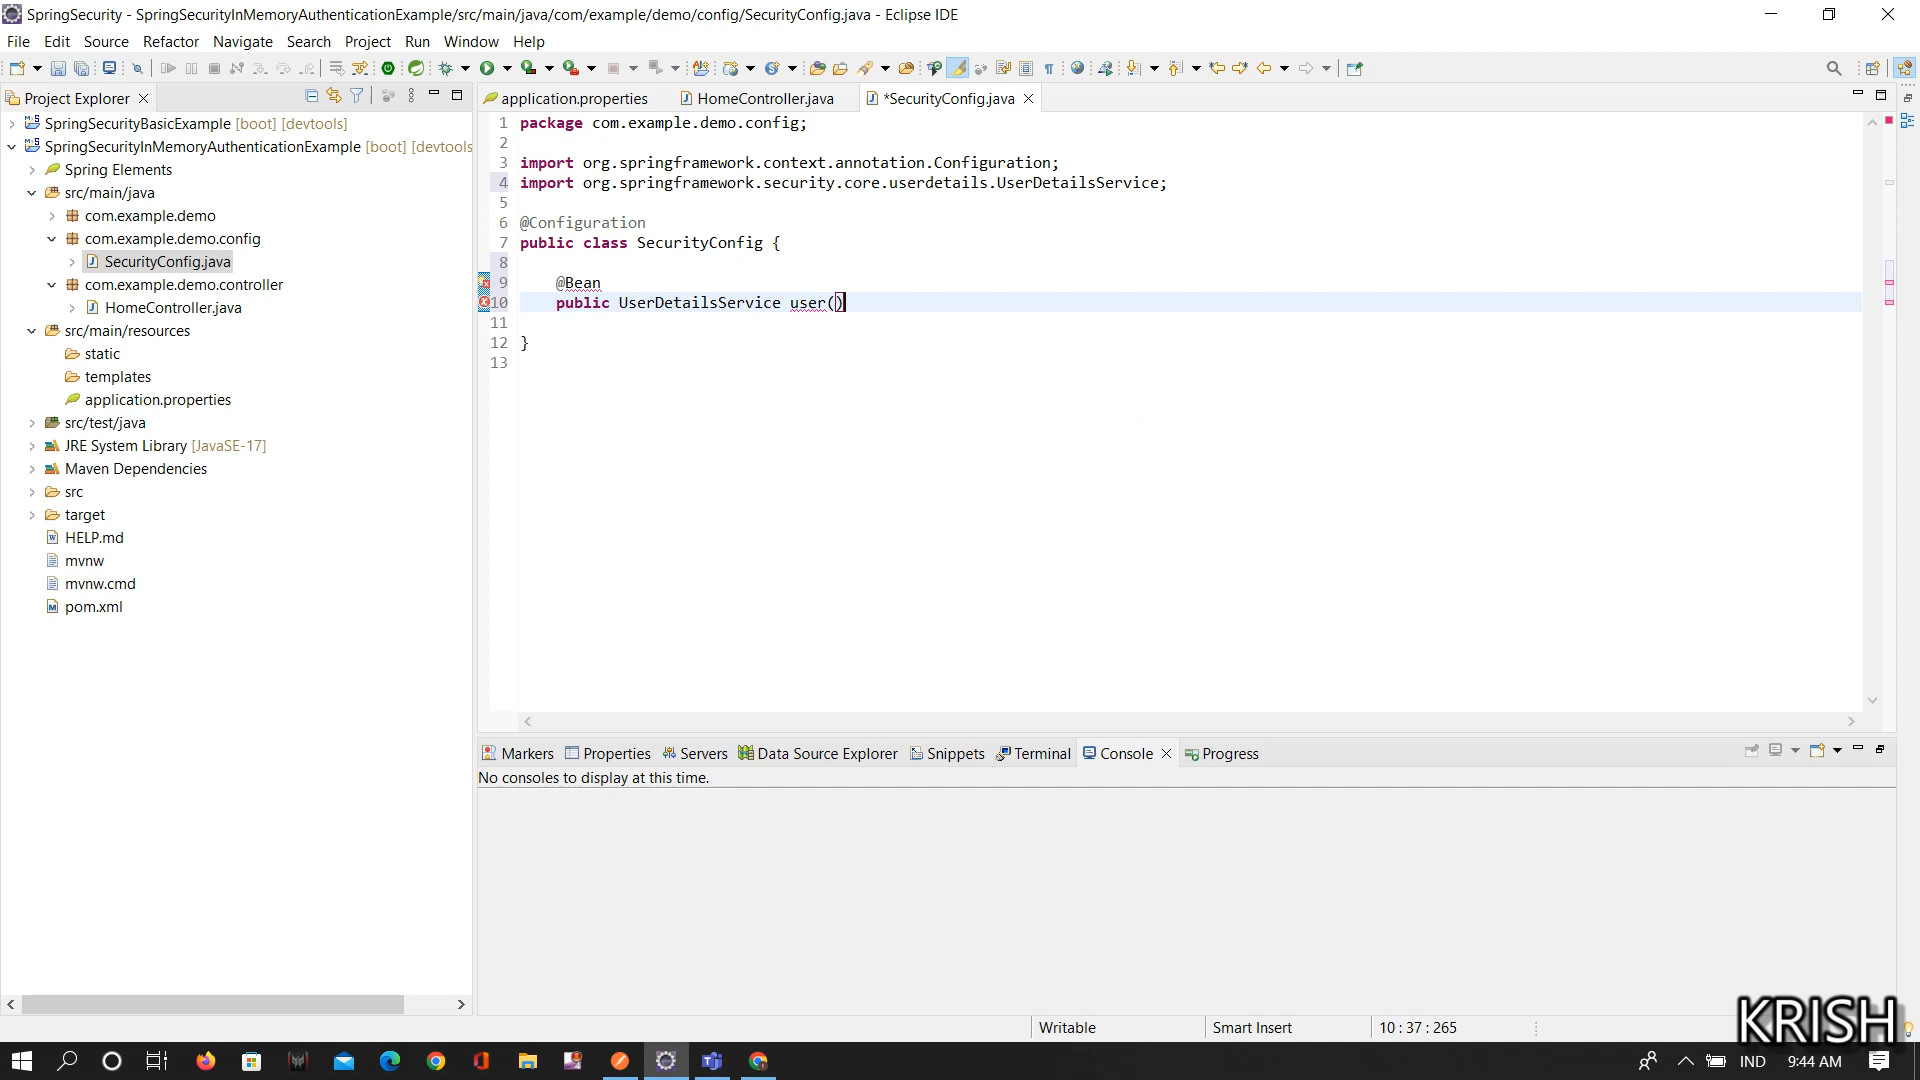 SpringSecurity - SpringSecurityInMemoryAuthenticationExample/src/main/java/com/example/demo/config/SecurityConfig.java - Eclipse IDE
File Edit Source Refactor Navigate Search Project Run Window Help
Project Explorer
application.properties HomeController.java *SecurityConfig.java
SpringSecurityBasicExample [boot] [devtools]
SpringSecurityInMemoryAuthenticationExample [boot] [devtools
Spring Elements
src/main/java
com.example.demo
com.example.demo.config
SecurityConfig.java
com.example.demo.controller
HomeController.java
src/main/resources
static
templates
application.properties
src/test/java
JRE System Library [JavaSE-17]
Maven Dependencies
src
target
HELP.md
mvnw
mvnw.cmd
pom.xml
1 package com.example.demo.config;
2
3 import org.springframework.context.annotation.Configuration;
4 import org.springframework.security.core.userdetails.UserDetailsService;
5
6 @Configuration
7 public class SecurityConfig {
8
9 @Bean
10 public UserDetailsService user()
11
12 }
13
Markers Properties Servers Data Source Explorer Snippets Terminal Console Progress
No consoles to display at this time.
Writable Smart Insert 10 : 37 : 265
KRISH
IND 9:44 AM